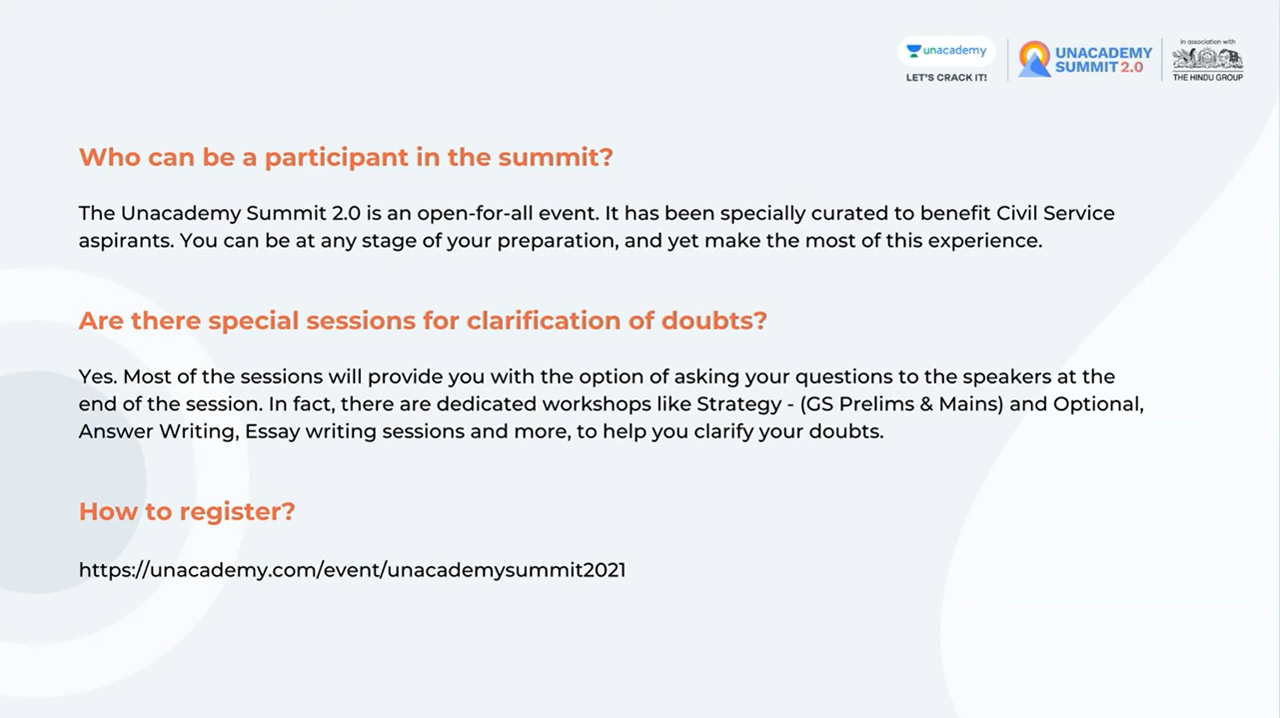 unacademy
LET'S CRACK IT!
UNACADEMY
SUMMIT 2.0
in association with
THE HINDU GROUP
Who can be a participant in the summit?
The Unacademy Summit 2.0 is an open-for-all event. It has been specially curated to benefit Civil Service
aspirants. You can be at any stage of your preparation, and yet make the most of this experience.
Are there special sessions for clarification of doubts?
Yes. Most of the sessions will provide you with the option of asking your questions to the speakers at the
end of the session. In fact, there are dedicated workshops like Strategy - (GS Prelims & Mains) and Optional,
Answer Writing, Essay writing sessions and more, to help you clarify your doubts.
How to register?
https://unacademy.com/event/unacademysummit2021